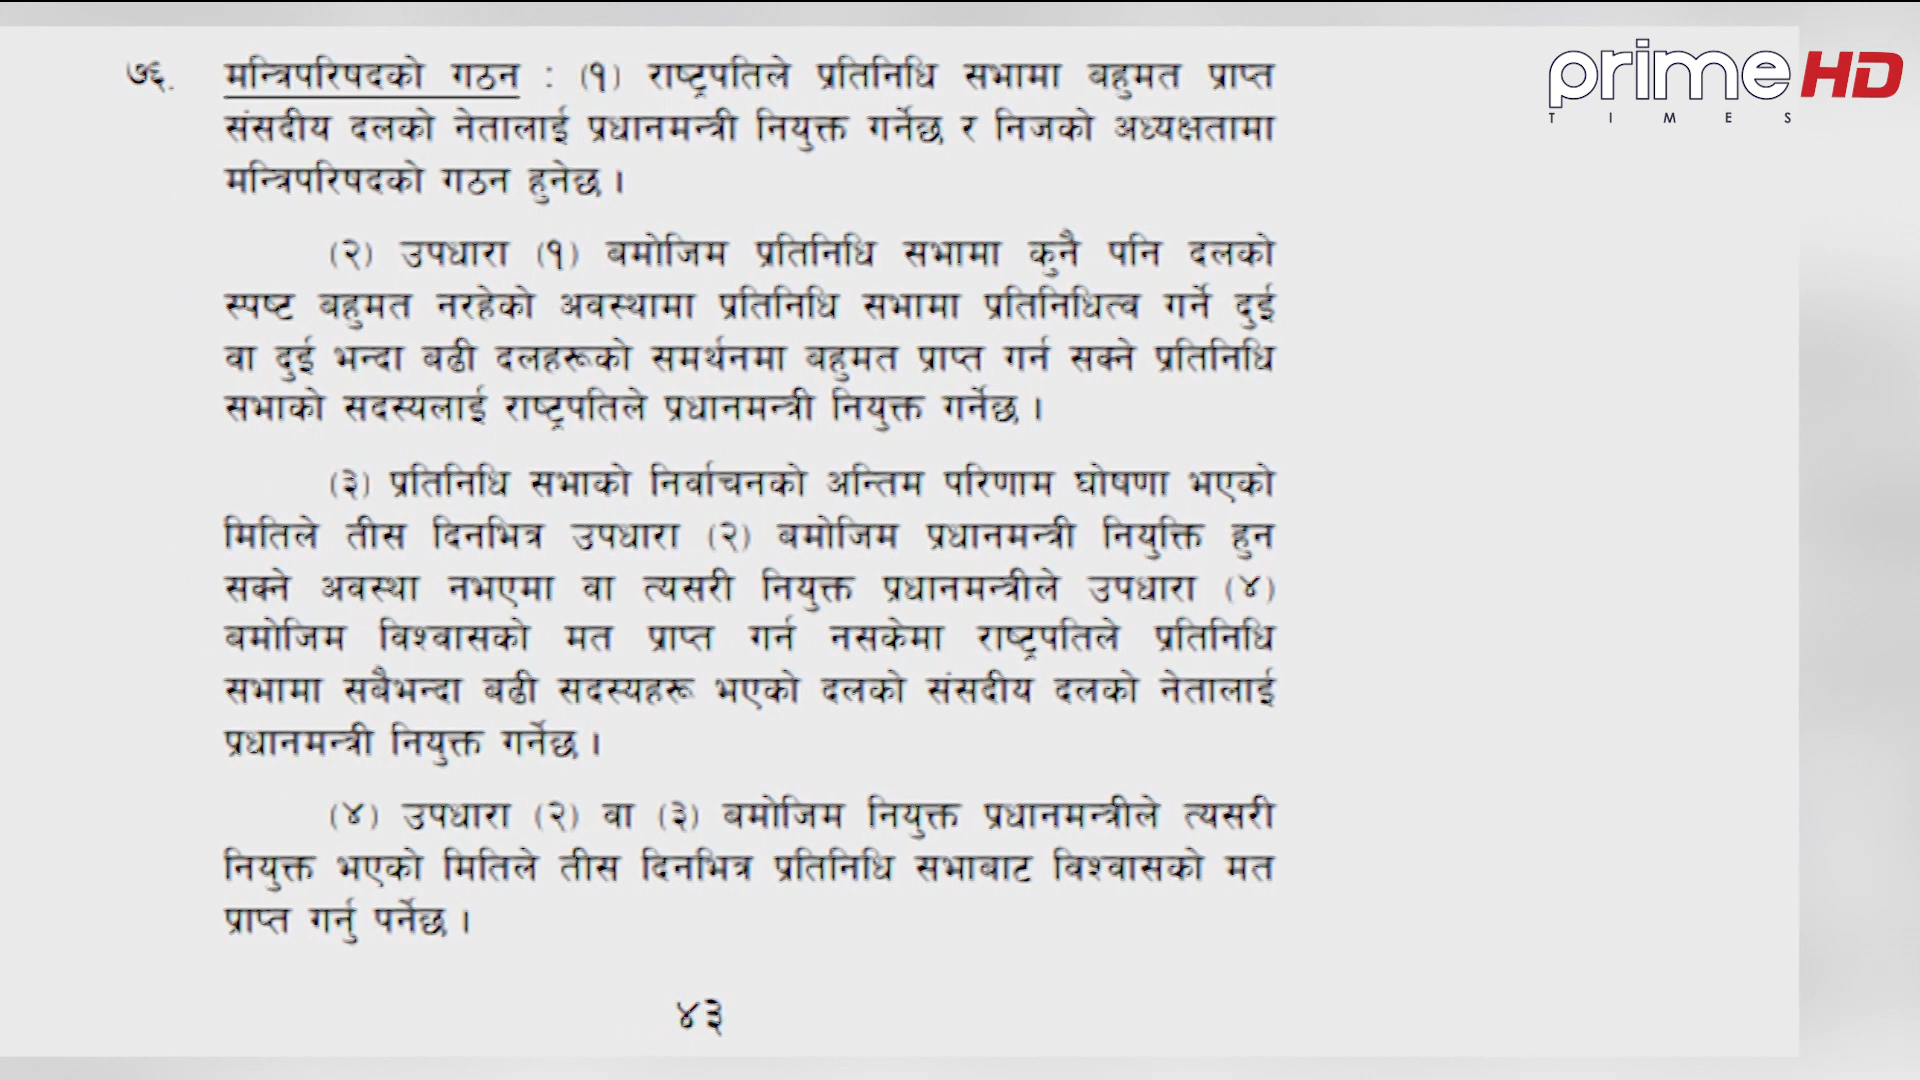 prime HD
TIMES
७६. मन्त्रिपरिषदको गठन : (१) राष्ट्रपतिले प्रतिनिधि सभामा बहुमत प्राप्त
संसदीय दलको नेतालाई प्रधानमन्त्री नियुक्त गर्नेछ र निजको अध्यक्षतामा
मन्त्रिपरिषदको गठन हुनेछ ।
(२) उपधारा (१) बमोजिम प्रतिनिधि सभामा कुनै पनि दलको
स्पष्ट बहुमत नरहेको अवस्थामा प्रतिनिधि सभामा प्रतिनिधित्व गर्ने दुई
वा दुई भन्दा बढी दलहरूको समर्थनमा बहुमत प्राप्त गर्न सक्ने प्रतिनिधि
सभाको सदस्यलाई राष्ट्रपतिले प्रधानमन्त्री नियुक्त गर्नेछ ।
(३) प्रतिनिधि सभाको निर्वाचनको अन्तिम परिणाम घोषणा भएको
मितिले तीस दिनभित्र उपधारा (२) बमोजिम प्रधानमन्त्री नियुक्ति हुन
सक्ने अवस्था नभएमा वा त्यसरी नियुक्त प्रधानमन्त्रीले उपधारा (४)
बमोजिम विश्वासको मत प्राप्त गर्न नसकेमा राष्ट्रपतिले प्रतिनिधि
सभामा सबैभन्दा बढी सदस्यहरू भएको दलको संसदीय दलको नेतालाई
प्रधानमन्त्री नियुक्त गर्नेछ ।
(४) उपधारा (२) वा (३) बमोजिम नियुक्त प्रधानमन्त्रीले त्यसरी
नियुक्त भएको मितिले तीस दिनभित्र प्रतिनिधि सभाबाट विश्वासको मत
प्राप्त गर्नु पर्नेछ ।
४३